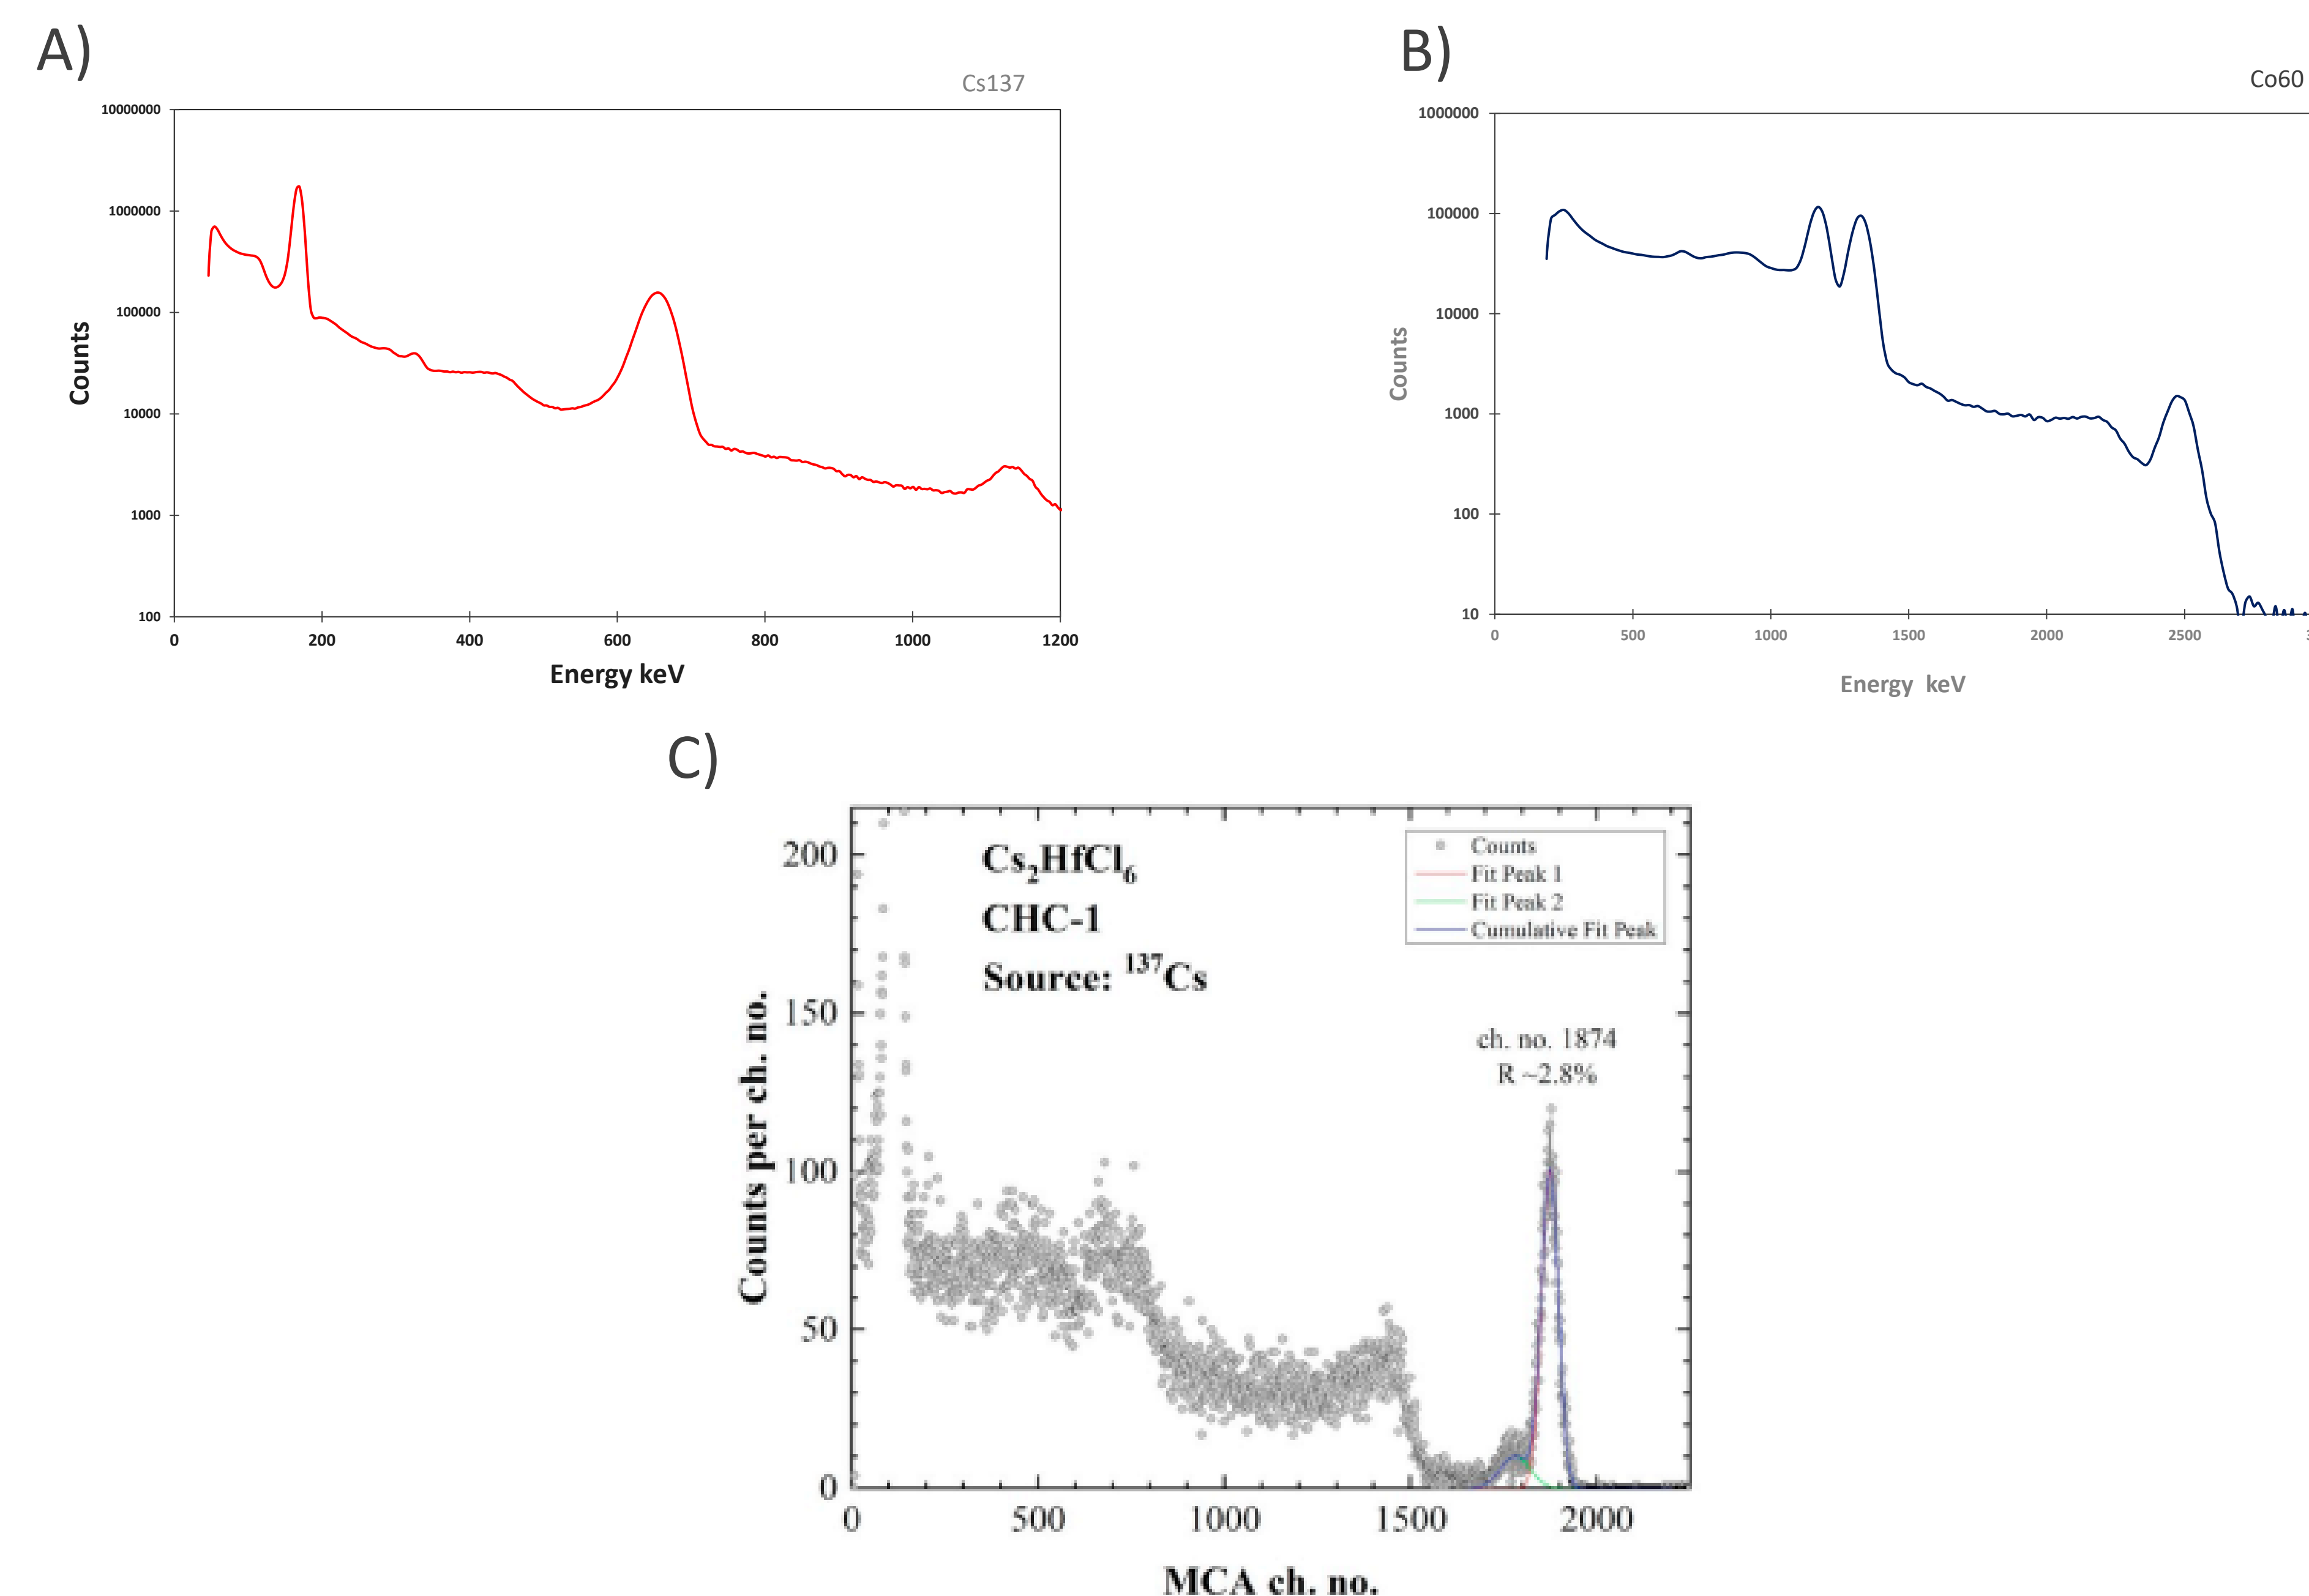 A)
Cs137
10000000
1000000
100000
10000
1000
100
0 200 400 600 800 1000 1200
Counts
Energy keV
B)
Co60
1000000
100000
10000
1000
100
10
0 500 1000 1500 2000 2500
Counts
Energy keV
C)
Cs2HfCl6
CHC-1
Source: 137Cs
Counts
Fit Peak 1
Fit Peak 2
Cumulative Fit Peak
ch. no. 1874
R ~2.8%
200
150
100
50
0
0 500 1000 1500 2000
Counts per ch. no.
MCA ch. no.